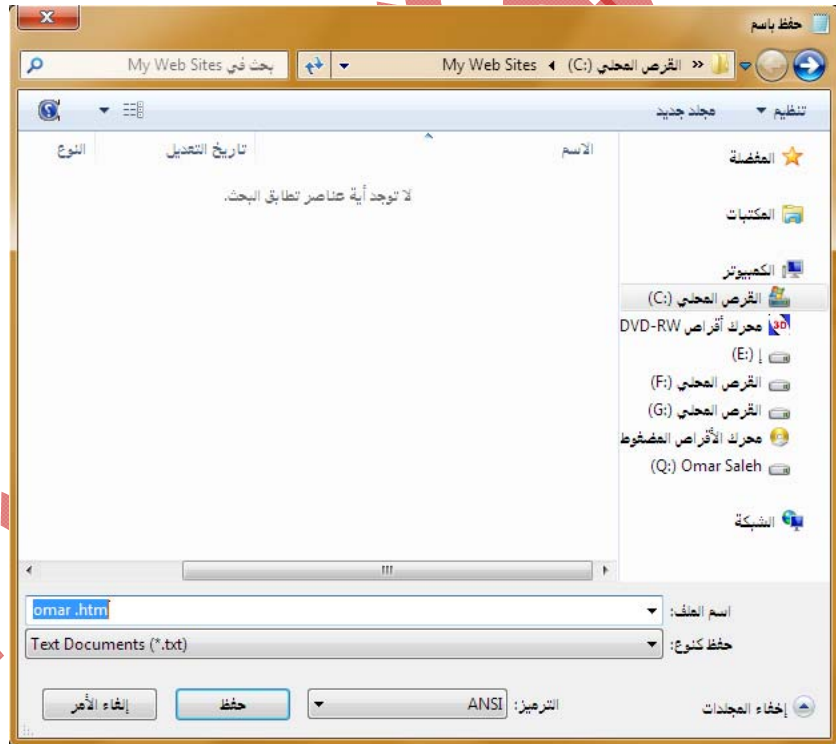 حفظ باسم
« القرص المحلي (C:) ◂ My Web Sites
بحث في My Web Sites
تنظيم
مجلد جديد
الاسم
تاريخ التعديل
النوع
لا توجد أية عناصر تطابق البحث.
المفضلة
المكتبات
الكمبيوتر
القرص المحلي (C:)
محرك أقراص DVD-RW
إ (E:)
القرص المحلي (F:)
القرص المحلي (G:)
محرك الأقراص المضغوط
(Q:) Omar Saleh
الشبكة
اسم الملف:
omar .htm
حفظ كنوع:
Text Documents (*.txt)
إخفاء المجلدات
الترميز:
ANSI
حفظ
إلغاء الأمر